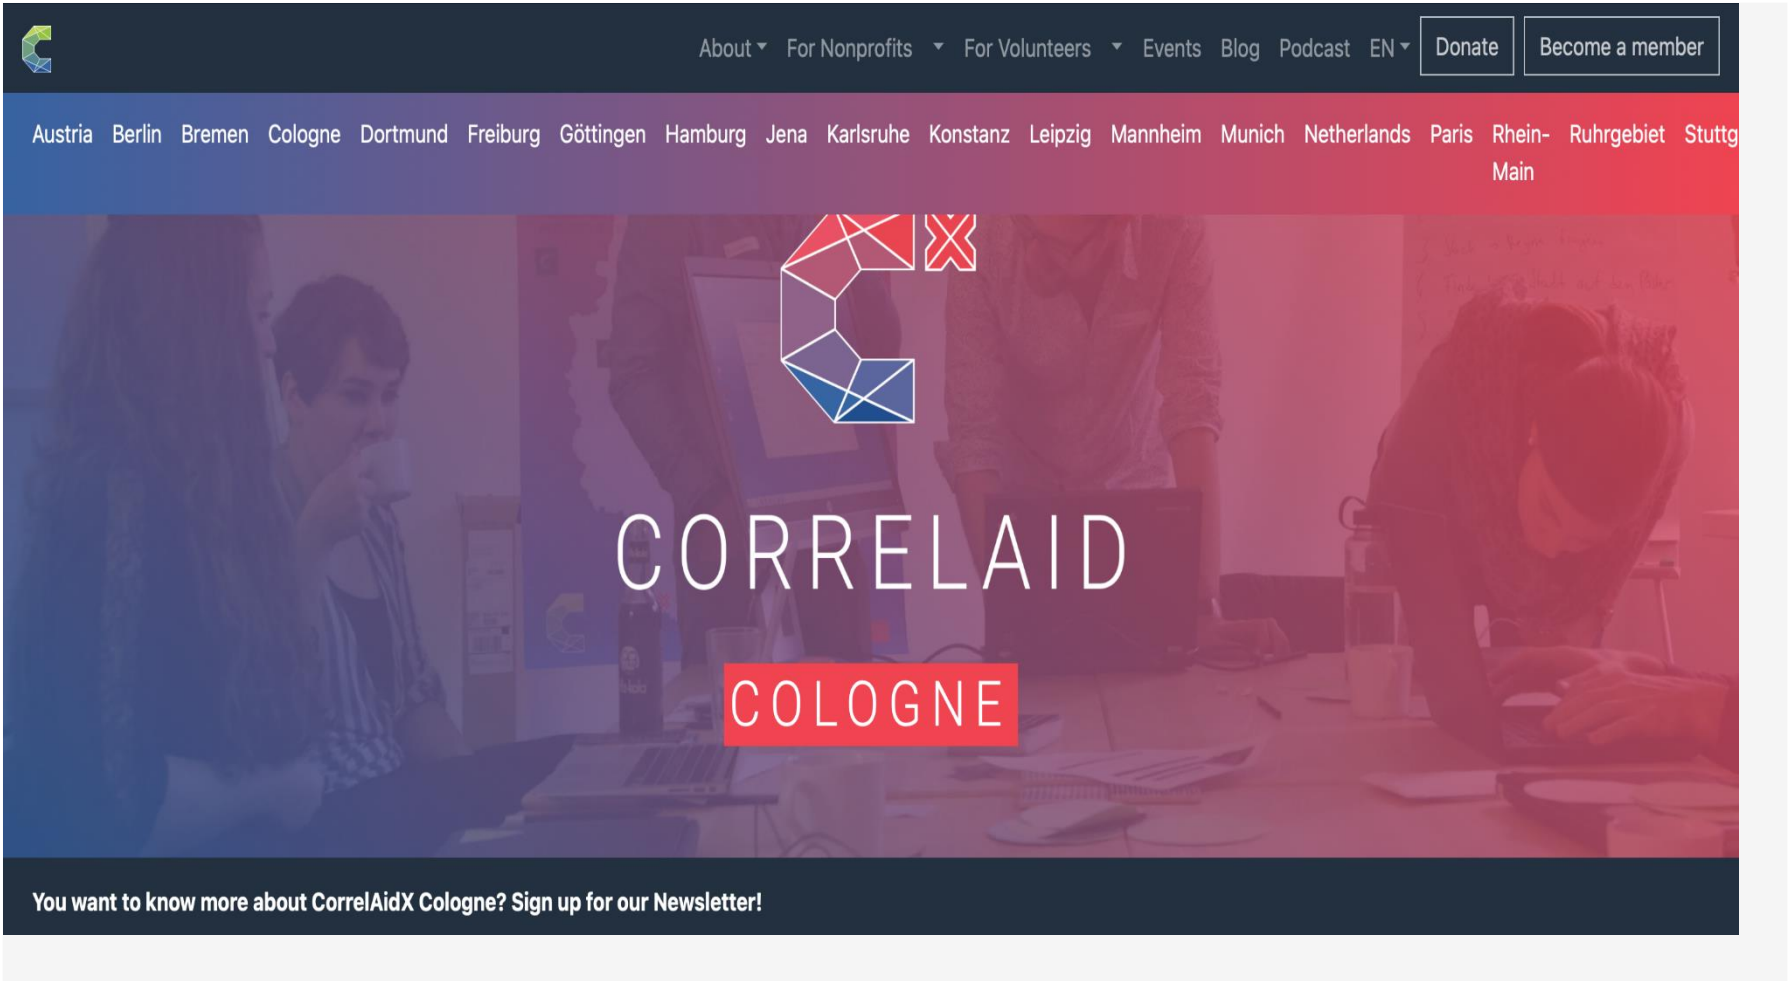 About For Nonprofits For Volunteers Events Blog Podcast EN Donate Become a member
Austria Berlin Bremen Cologne Dortmund Freiburg Göttingen Hamburg Jena Karlsruhe Konstanz Leipzig Mannheim Munich Netherlands Paris Rhein-Main Ruhrgebiet Stuttg
X
CORRELAID
COLOGNE
You want to know more about CorrelAidX Cologne? Sign up for our Newsletter!